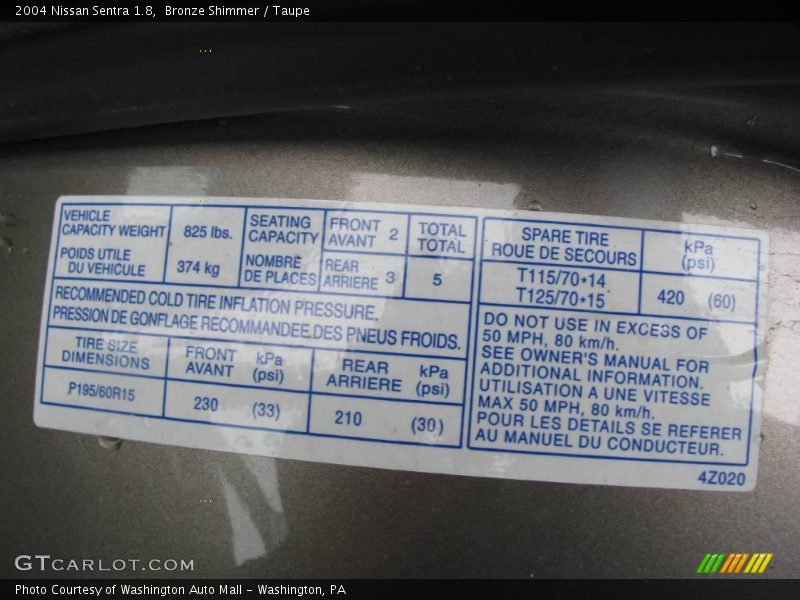 2004 Nissan Sentra 1.8, Bronze Shimmer / Taupe
VEHICLE
CAPACITY WEIGHT
POIDS UTILE
DU VEHICULE
825 lbs.
374 kg
SEATING
CAPACITY
NOMBRE
DE PLACES
FRONT
AVANT 2
REAR
ARRIERE 3
TOTAL
TOTAL
5
RECOMMENDED COLD TIRE INFLATION PRESSURE,
PRESSION DE GONFLAGE RECOMMANDEE.DES PNEUS FROIDS.
TIRE SIZE
DIMENSIONS
FRONT kPa
AVANT (psi)
REAR kPa
ARRIERE (psi)
P195/60R15
230 (33)
210 (30)
SPARE TIRE
ROUE DE SECOURS
kPa
(psi)
T115/70*14
T125/70*15
420 (60)
DO NOT USE IN EXCESS OF
50 MPH, 80 km/h.
SEE OWNER'S MANUAL FOR
ADDITIONAL INFORMATION.
UTILISATION A UNE VITESSE
MAX 50 MPH, 80 km/h.
POUR LES DETAILS SE REFERER
AU MANUEL DU CONDUCTEUR.
4Z020
GTCARLOT.COM
Photo Courtesy of Washington Auto Mall - Washington, PA